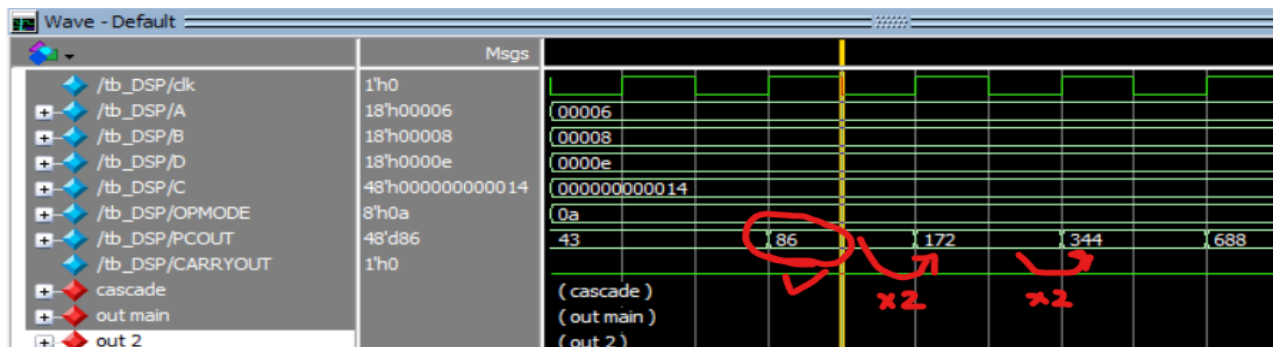 Wave - Default
Msgs
/tb_DSP/clk 1'h0
/tb_DSP/A 18'h00006 00006
/tb_DSP/B 18'h00008 00008
/tb_DSP/D 18'h0000e 0000e
/tb_DSP/C 48'h000000000014 000000000014
/tb_DSP/OPMODE 8'h0a 0a
/tb_DSP/PCOUT 48'd86 43 86 172 344 688
/tb_DSP/CARRYOUT 1'h0
cascade ( cascade )
out main ( out main )
out 2 ( out 2 )
x2 x2